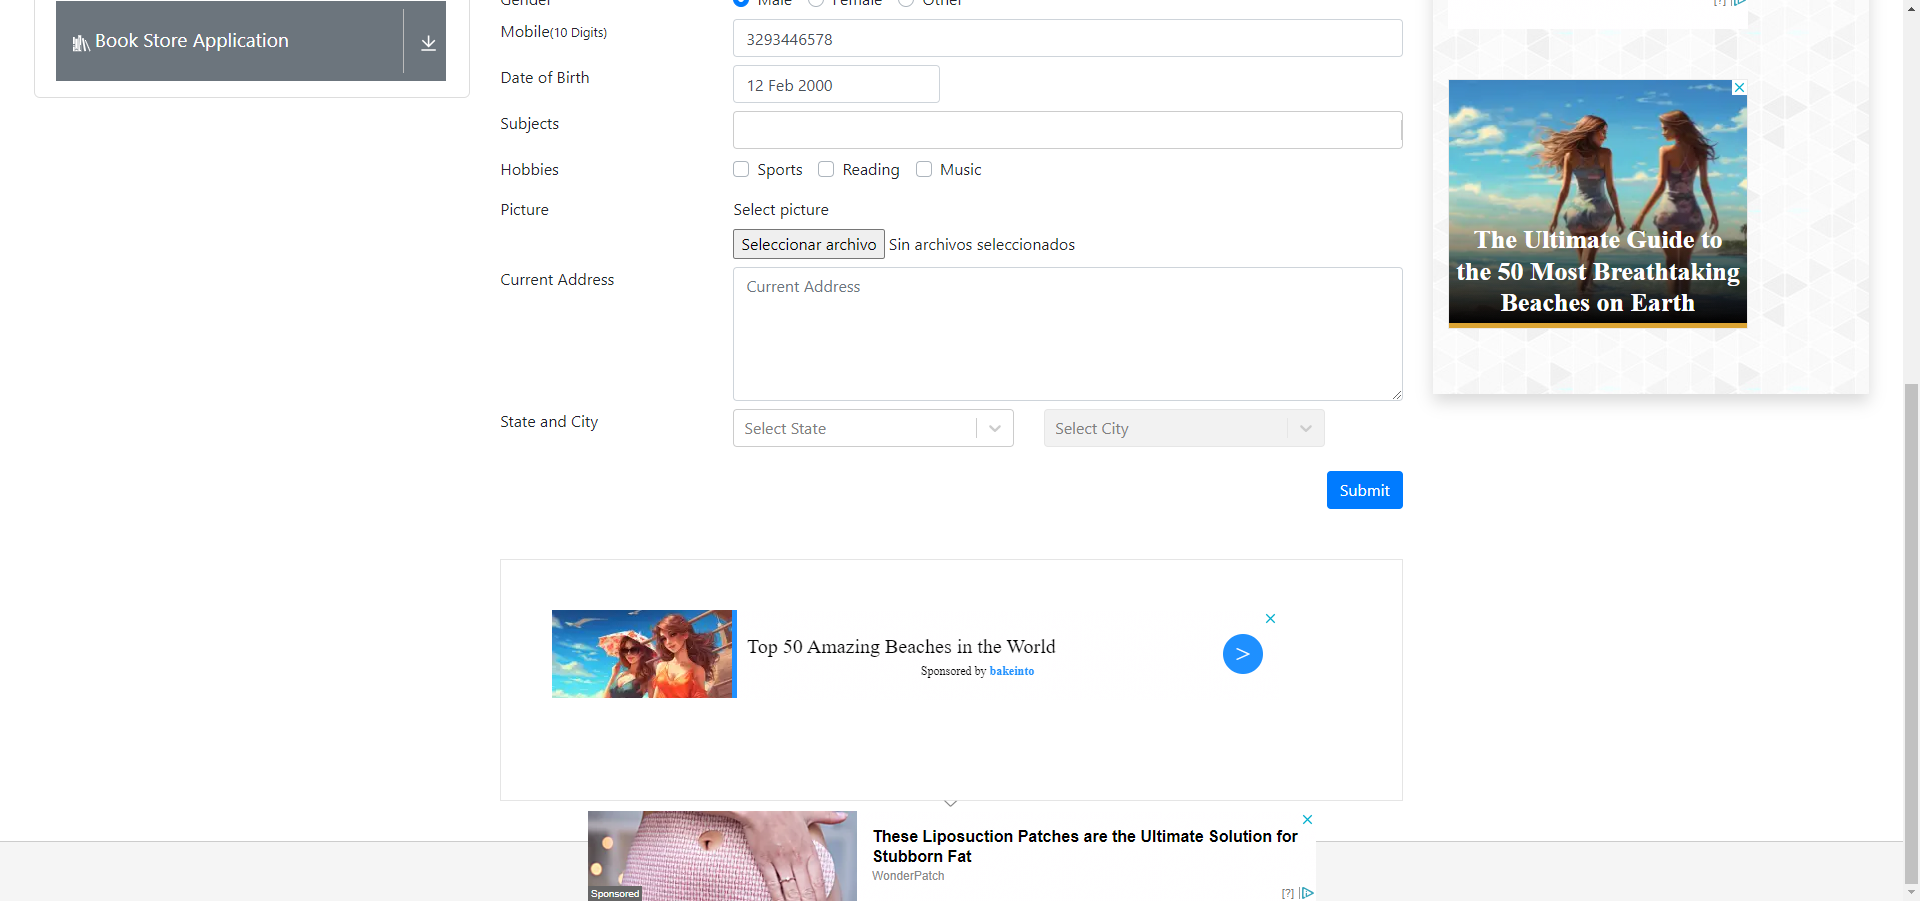 Gender
Male
Female
Other
Book Store Application
Mobile(10 Digits)
3293446578
Date of Birth
12 Feb 2000
Subjects
Hobbies
Sports
Reading
Music
Picture
Select picture
Seleccionar archivo Sin archivos seleccionados
Current Address
Current Address
State and City
Select State
Select City
Submit
The Ultimate Guide to
the 50 Most Breathtaking
Beaches on Earth
Top 50 Amazing Beaches in the World
Sponsored by bakeinto
These Liposuction Patches are the Ultimate Solution for
Stubborn Fat
WonderPatch
Sponsored
[?]